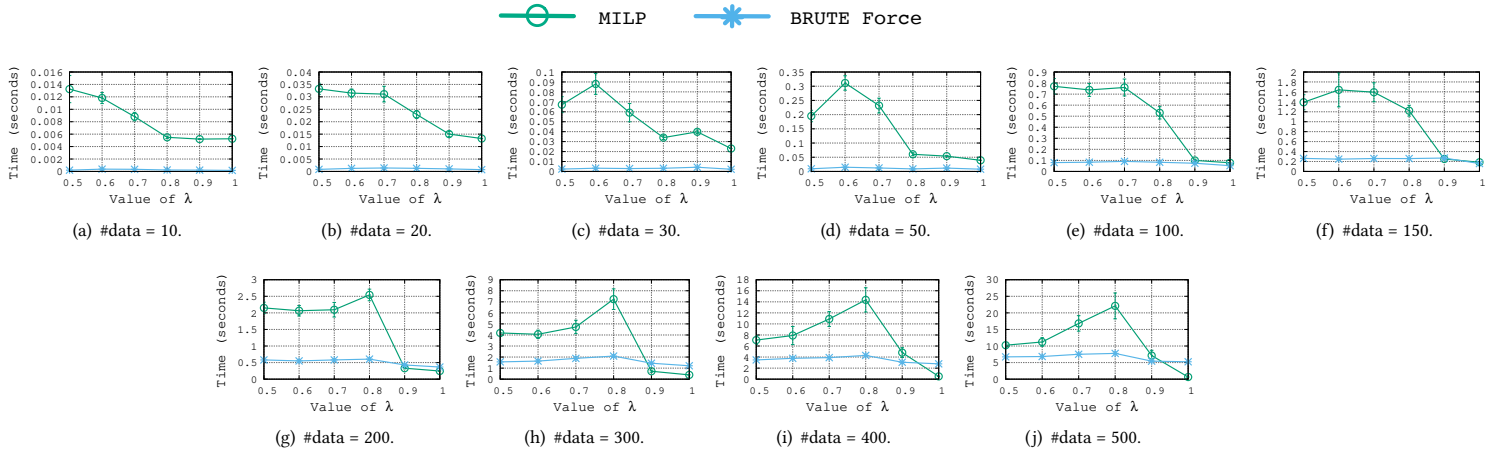 MILP BRUTE Force
Time (seconds)
0.016
0.014
0.012
0.01
0.008
0.006
0.004
0.002
0
0.5 0.6 0.7 0.8 0.9 1
Value of λ
(a) #data = 10.
Time (seconds)
0.04
0.035
0.03
0.025
0.02
0.015
0.01
0.005
0
0.5 0.6 0.7 0.8 0.9 1
Value of λ
(b) #data = 20.
Time (seconds)
0.1
0.09
0.08
0.07
0.06
0.05
0.04
0.03
0.02
0.01
0
0.5 0.6 0.7 0.8 0.9 1
Value of λ
(c) #data = 30.
Time (seconds)
0.35
0.3
0.25
0.2
0.15
0.1
0.05
0
0.5 0.6 0.7 0.8 0.9 1
Value of λ
(d) #data = 50.
Time (seconds)
0.9
0.8
0.7
0.6
0.5
0.4
0.3
0.2
0.1
0
0.5 0.6 0.7 0.8 0.9 1
Value of λ
(e) #data = 100.
Time (seconds)
2
1.8
1.6
1.4
1.2
1
0.8
0.6
0.4
0.2
0
0.5 0.6 0.7 0.8 0.9 1
Value of λ
(f) #data = 150.
Time (seconds)
3
2.5
2
1.5
1
0.5
0
0.5 0.6 0.7 0.8 0.9 1
Value of λ
(g) #data = 200.
Time (seconds)
9
8
7
6
5
4
3
2
1
0
0.5 0.6 0.7 0.8 0.9 1
Value of λ
(h) #data = 300.
Time (seconds)
18
16
14
12
10
8
6
4
2
0
0.5 0.6 0.7 0.8 0.9 1
Value of λ
(i) #data = 400.
Time (seconds)
30
25
20
15
10
5
0
0.5 0.6 0.7 0.8 0.9 1
Value of λ
(j) #data = 500.